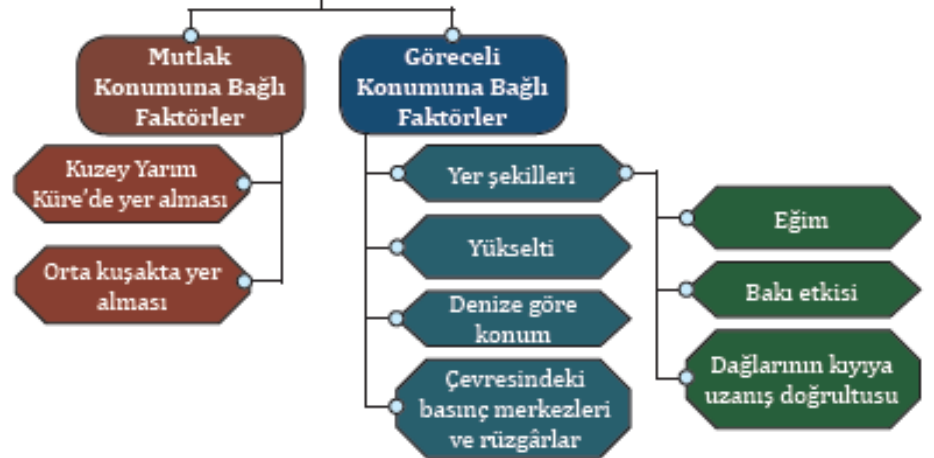 Mutlak
Konumuna Bağlı
Faktörler
Kuzey Yarım
Küre'de yer alması
Orta kuşakta yer
alması
Göreceli
Konumuna Bağlı
Faktörler
Yer şekilleri
Yükselti
Denize göre
konum
Çevresindeki
basınç merkezleri
ve rüzgârlar
Eğim
Bakı etkisi
Dağlarının kıyıya
uzanış doğrultusu